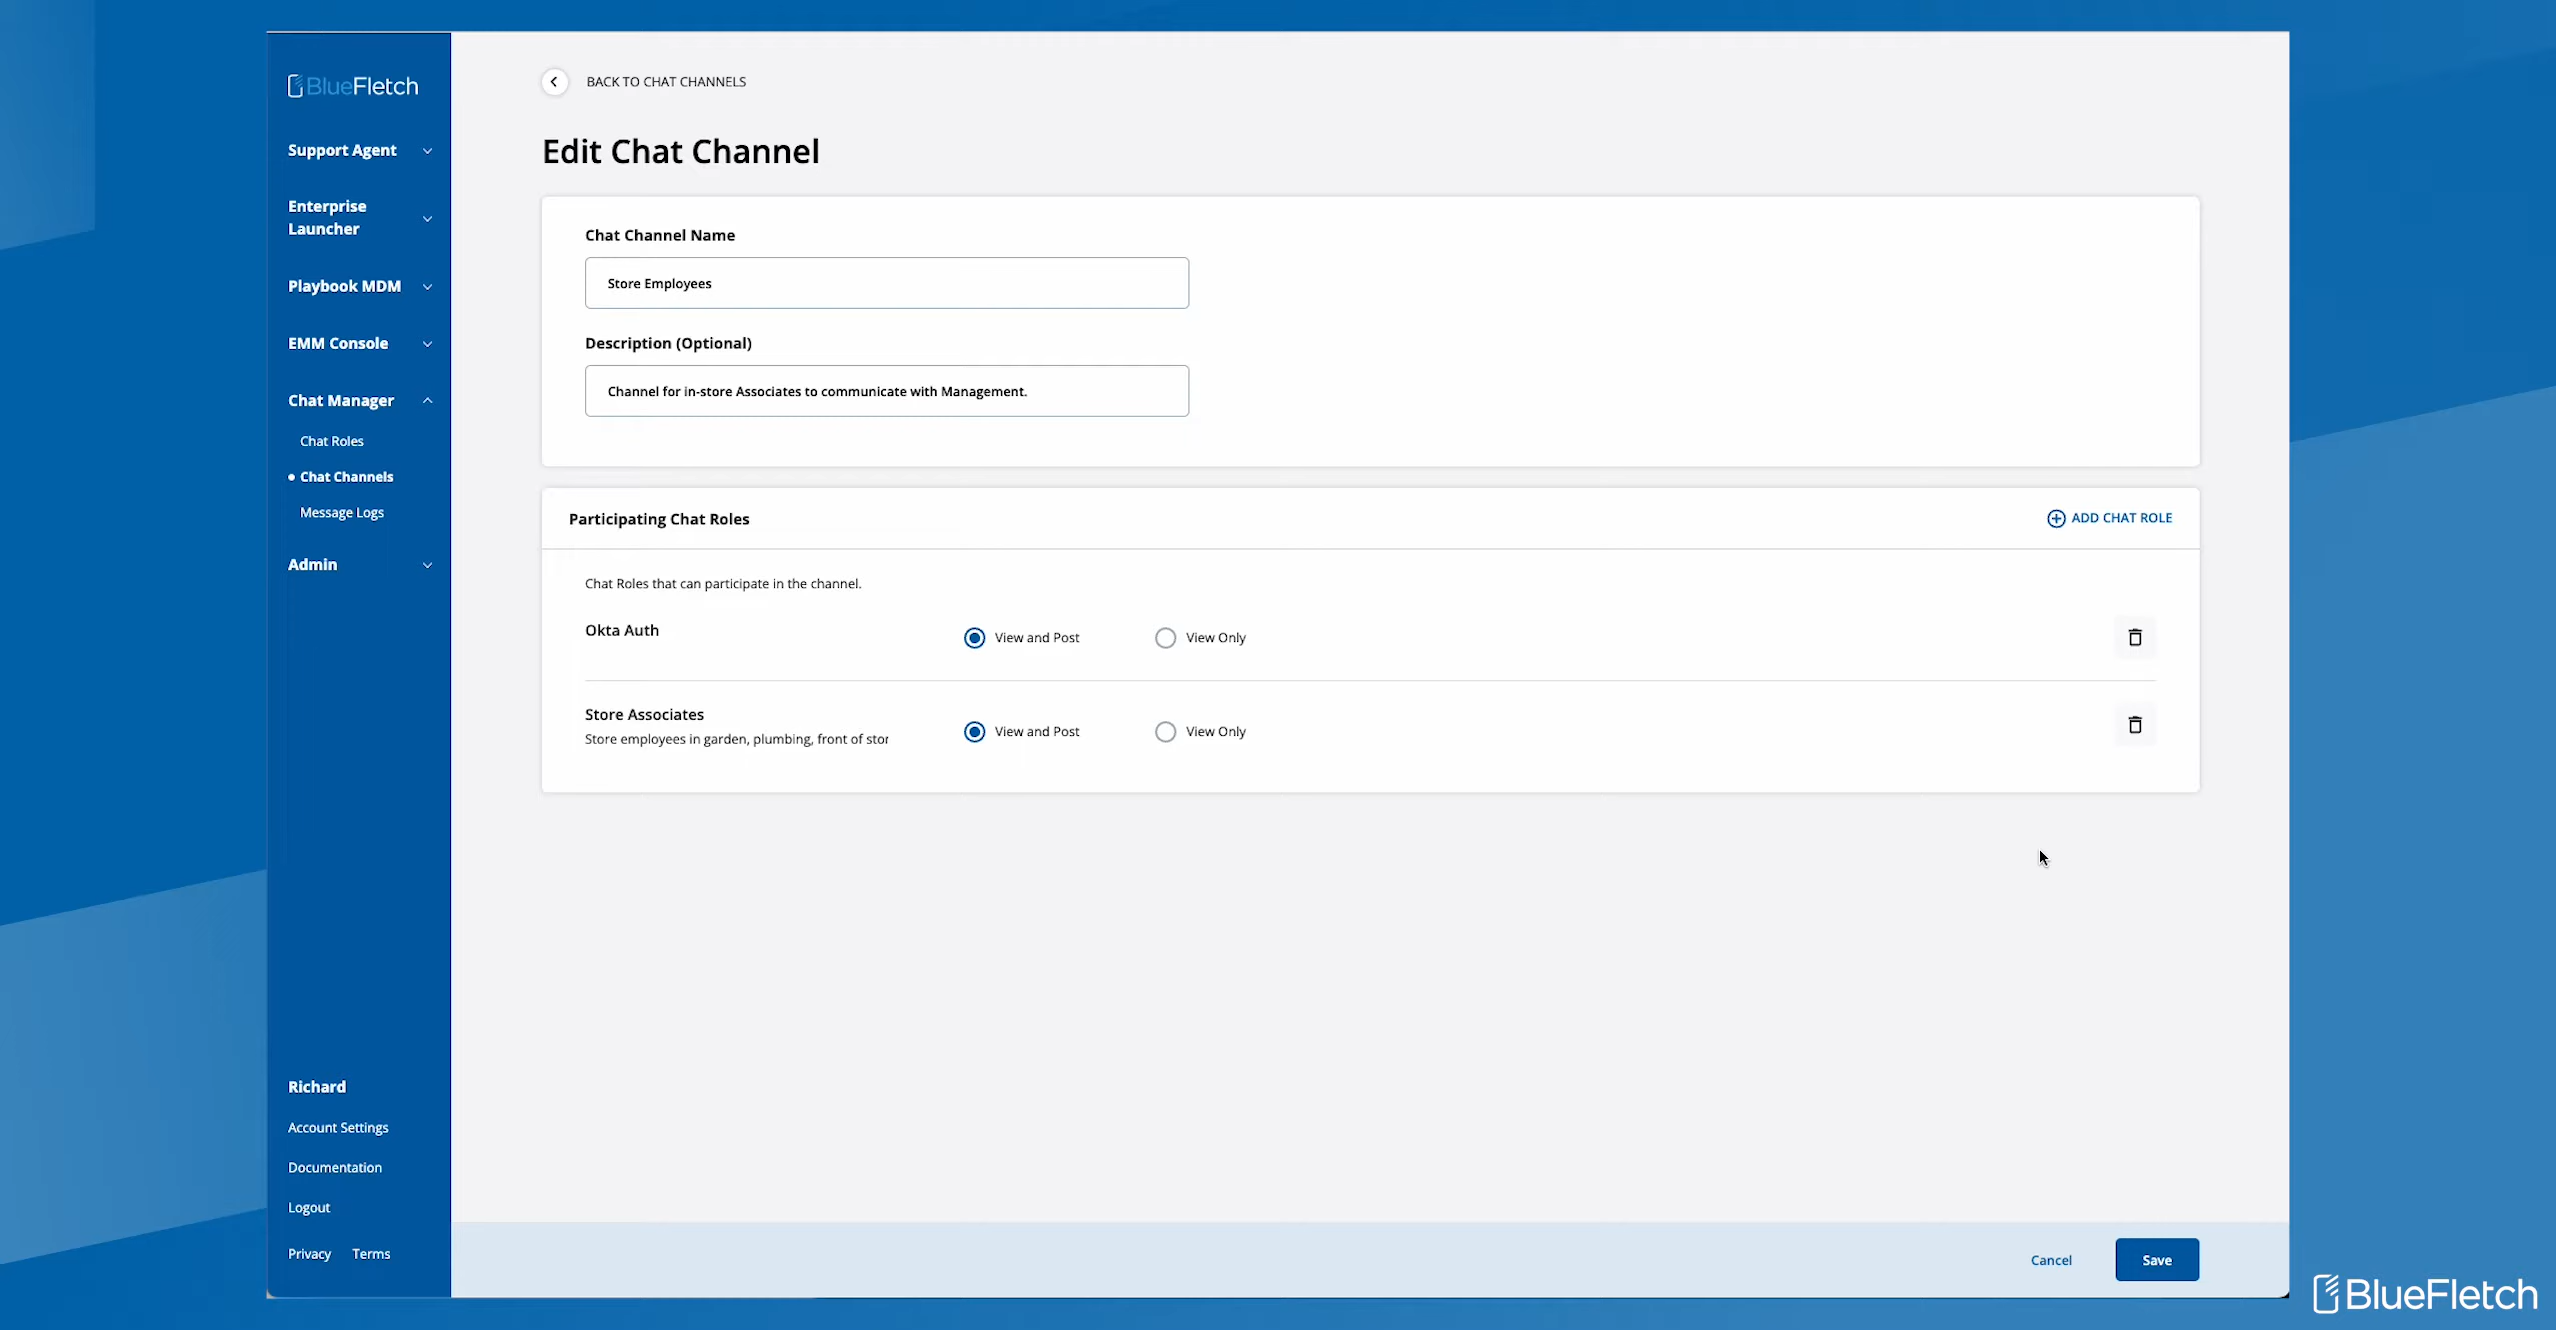 BlueFletch
Support Agent
Enterprise
Launcher
Playbook MDM
EMM Console
Chat Manager
Chat Roles
Chat Channels
Message Logs
Admin
Richard
Account Settings
Documentation
Logout
Privacy Terms
BACK TO CHAT CHANNELS
Edit Chat Channel
Chat Channel Name
Store Employees
Description (Optional)
Channel for in-store Associates to communicate with Management.
Participating Chat Roles
ADD CHAT ROLE
Chat Roles that can participate in the channel.
Okta Auth
View and Post
View Only
Store Associates
Store employees in garden, plumbing, front of stor
View and Post
View Only
Cancel
Save
BlueFletch